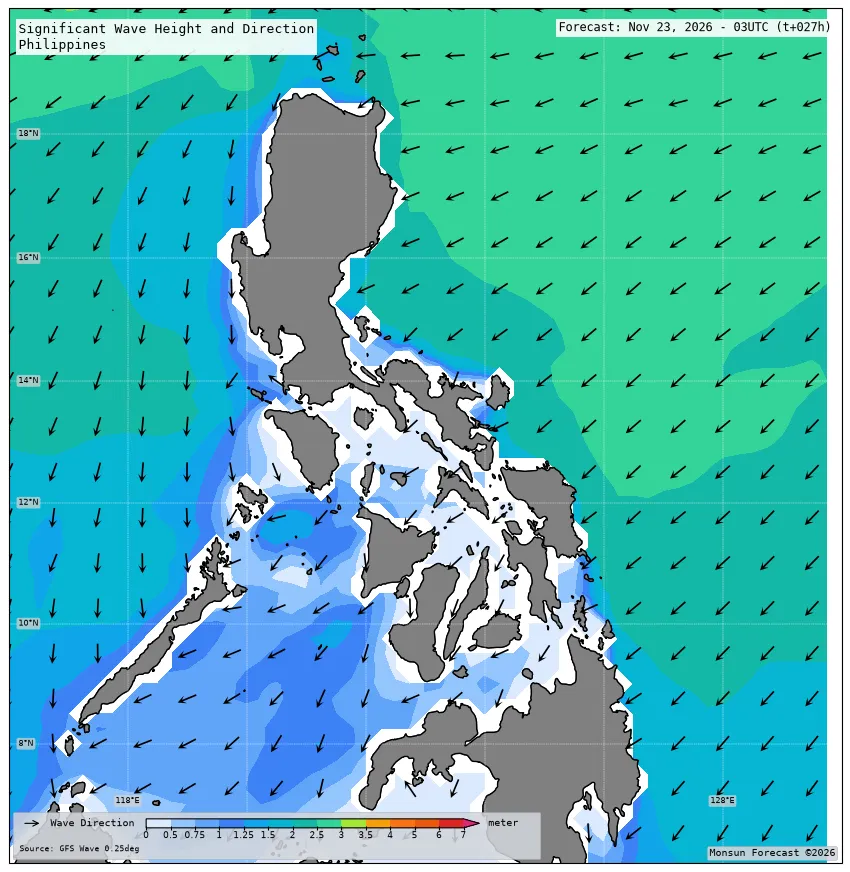 Significant Wave Height and Direction
Philippines
Forecast: Nov 23, 2026 - 03UTC (t+027h)
18°N
16°N
14°N
12°N
10°N
8°N
118°E
128°E
Wave Direction
0 0.5 0.75 1 1.25 1.5 2 2.5 3 3.5 4 5 6 7 meter
Source: GFS Wave 0.25deg
Monsun Forecast ©2026